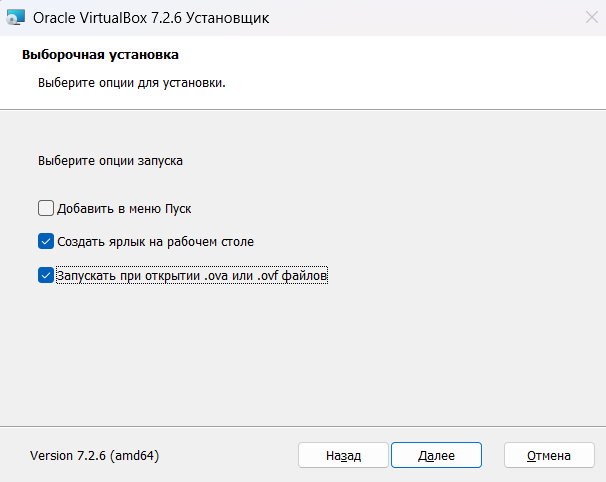 Oracle VirtualBox 7.2.6 Установщик
Выборочная установка
Выберите опции для установки.
Выберите опции запуска
Добавить в меню Пуск
Создать ярлык на рабочем столе
Запускать при открытии .ova или .ovf файлов
Version 7.2.6 (amd64)
Назад
Далее
Отмена